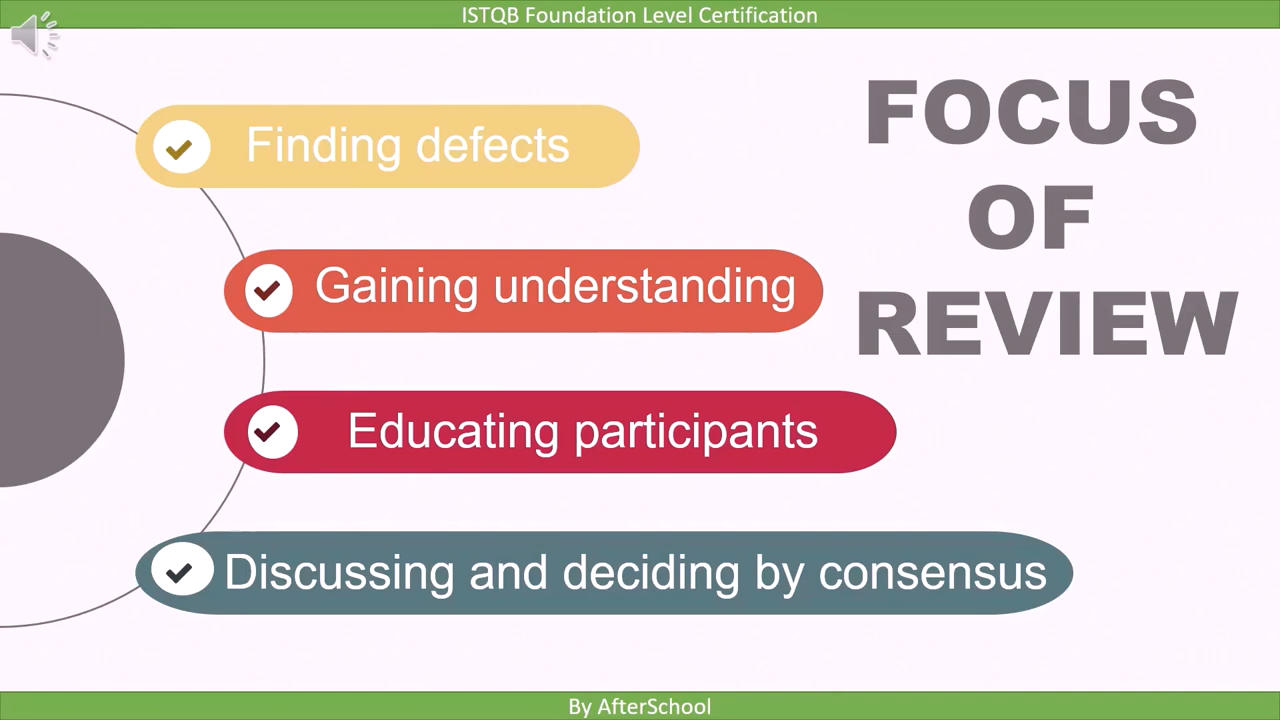 ISTQB Foundation Level Certification
FOCUS
OF
REVIEW
Finding defects
Gaining understanding
Educating participants
Discussing and deciding by consensus
By AfterSchool